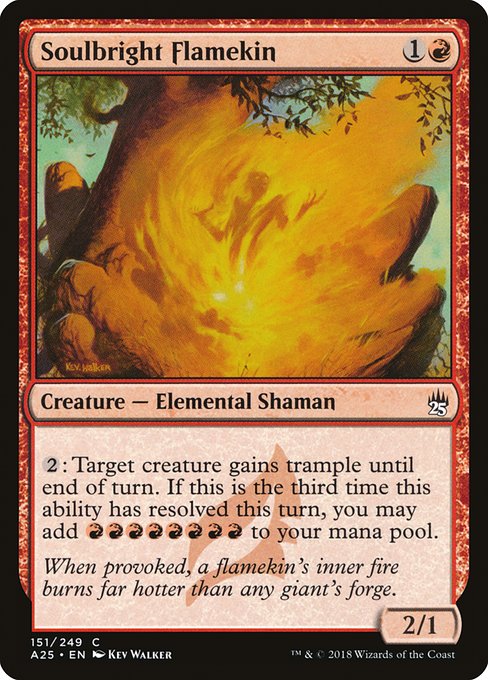 Soulbright Flamekin 1
KEV. WALKER
Creature — Elemental Shaman
25
2: Target creature gains trample until
end of turn. If this is the third time this
ability has resolved this turn, you may
add to your mana pool.
When provoked, a flamekin's inner fire
burns far hotter than any giant's forge.
2/1
151/249 C
A25 • EN Kev Walker
™ & © 2018 Wizards of the Coast